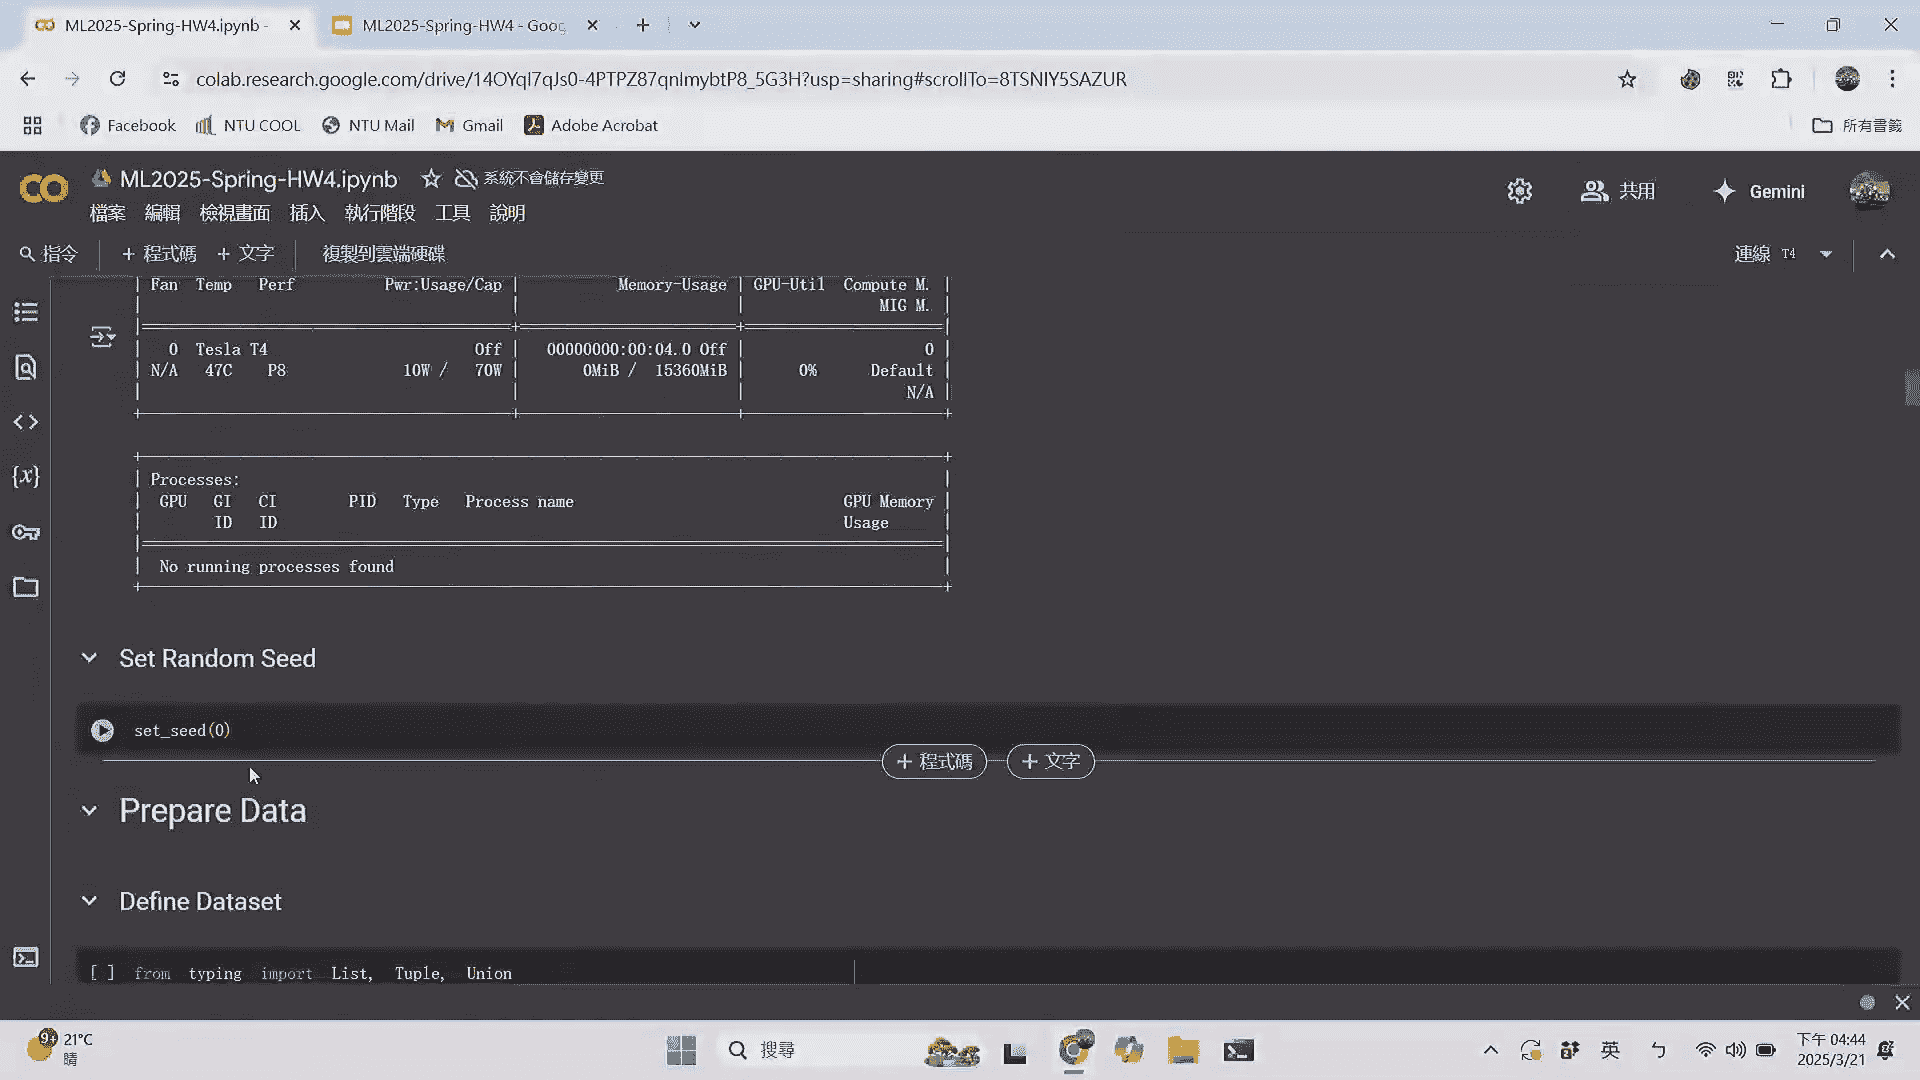 ML2025-Spring-HW4.ipynb -
ML2025-Spring-HW4 - Goog
colab.research.google.com/drive/14OYqI7qJs0-4PTPZ87qnlmybtP8_5G3H?usp=sharing#scrollTo=8TSNIY5SAZUR
Facebook
NTU COOL
NTU Mail
Gmail
Adobe Acrobat
所有書籤
ML2025-Spring-HW4.ipynb
系統不會儲存變更
檔案 編輯 檢視畫面 插入 執行階段 工具 說明
共用
Gemini
指令
+ 程式碼 + 文字
複製到雲端硬碟
連線 T4
Fan Temp Perf Pwr:Usage/Cap | Memory-Usage | GPU-Util Compute M.
MIG M.
0 Tesla T4 Off | 00000000:00:04.0 Off | 0
N/A 47C P8 10W / 70W | 0MiB / 15360MiB | 0% Default
N/A
Processes:
GPU GI CI PID Type Process name GPU Memory
ID ID Usage
No running processes found
Set Random Seed
set_seed(0)
+ 程式碼
+ 文字
Prepare Data
Define Dataset
[ ] from typing import List, Tuple, Union
9+
21°C
晴
搜尋
英
ㄅ
下午 04:44
2025/3/21